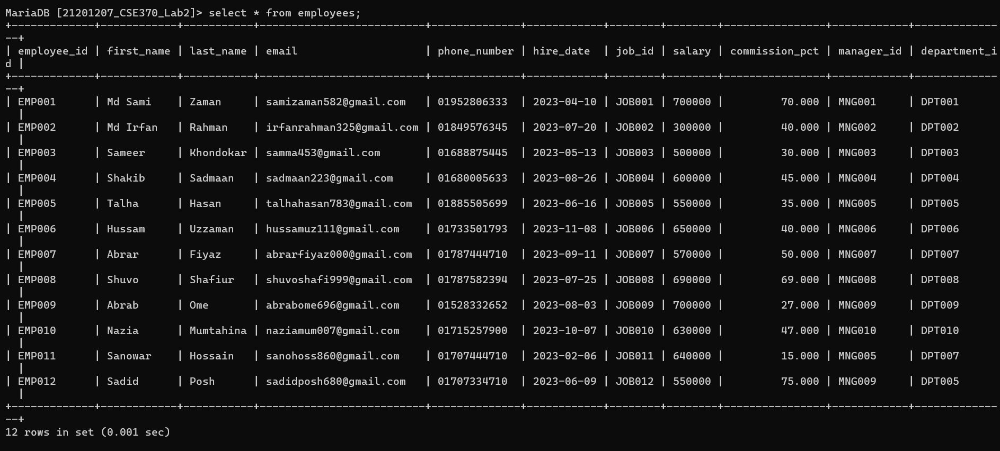 MariaDB [21201207_CSE370_Lab2]> select * from employees;
+-------------+------------+-----------+--------------------------+--------------+------------+--------+--------+----------------+------------+-------------
--+
| employee_id | first_name | last_name | email                    | phone_number | hire_date  | job_id | salary | commission_pct | manager_id | department_i
d |
+-------------+------------+-----------+--------------------------+--------------+------------+--------+--------+----------------+------------+-------------
--+
| EMP001      | Md Sami    | Zaman     | samizaman582@gmail.com   | 01952806333  | 2023-04-10 | JOB001 | 700000 |         70.000 | MNG001     | DPT001
  |
| EMP002      | Md Irfan   | Rahman    | irfanrahman325@gmail.com | 01849576345  | 2023-07-20 | JOB002 | 300000 |         40.000 | MNG002     | DPT002
  |
| EMP003      | Sameer     | Khondokar | samma453@gmail.com       | 01688875445  | 2023-05-13 | JOB003 | 500000 |         30.000 | MNG003     | DPT003
  |
| EMP004      | Shakib     | Sadmaan   | sadmaan223@gmail.com     | 01680005633  | 2023-08-26 | JOB004 | 600000 |         45.000 | MNG004     | DPT004
  |
| EMP005      | Talha      | Hasan     | talhahasan783@gmail.com  | 01885505699  | 2023-06-16 | JOB005 | 550000 |         35.000 | MNG005     | DPT005
  |
| EMP006      | Hussam     | Uzzaman   | hussamuz111@gmail.com    | 01733501793  | 2023-11-08 | JOB006 | 650000 |         40.000 | MNG006     | DPT006
  |
| EMP007      | Abrar      | Fiyaz     | abrarfiyaz000@gmail.com  | 01787444710  | 2023-09-11 | JOB007 | 570000 |         50.000 | MNG007     | DPT007
  |
| EMP008      | Shuvo      | Shafiur   | shuvoshafi999@gmail.com  | 01787582394  | 2023-07-25 | JOB008 | 690000 |         69.000 | MNG008     | DPT008
  |
| EMP009      | Abrab      | Ome       | abrabome696@gmail.com    | 01528332652  | 2023-08-03 | JOB009 | 700000 |         27.000 | MNG009     | DPT009
  |
| EMP010      | Nazia      | Mumtahina | naziamum007@gmail.com    | 01715257900  | 2023-10-07 | JOB010 | 630000 |         47.000 | MNG010     | DPT010
  |
| EMP011      | Sanowar    | Hossain   | sanohoss860@gmail.com    | 01707444710  | 2023-02-06 | JOB011 | 640000 |         15.000 | MNG005     | DPT007
  |
| EMP012      | Sadid      | Posh      | sadidposh680@gmail.com   | 01707334710  | 2023-06-09 | JOB012 | 550000 |         75.000 | MNG009     | DPT005
  |
+-------------+------------+-----------+--------------------------+--------------+------------+--------+--------+----------------+------------+-------------
--+
12 rows in set (0.001 sec)